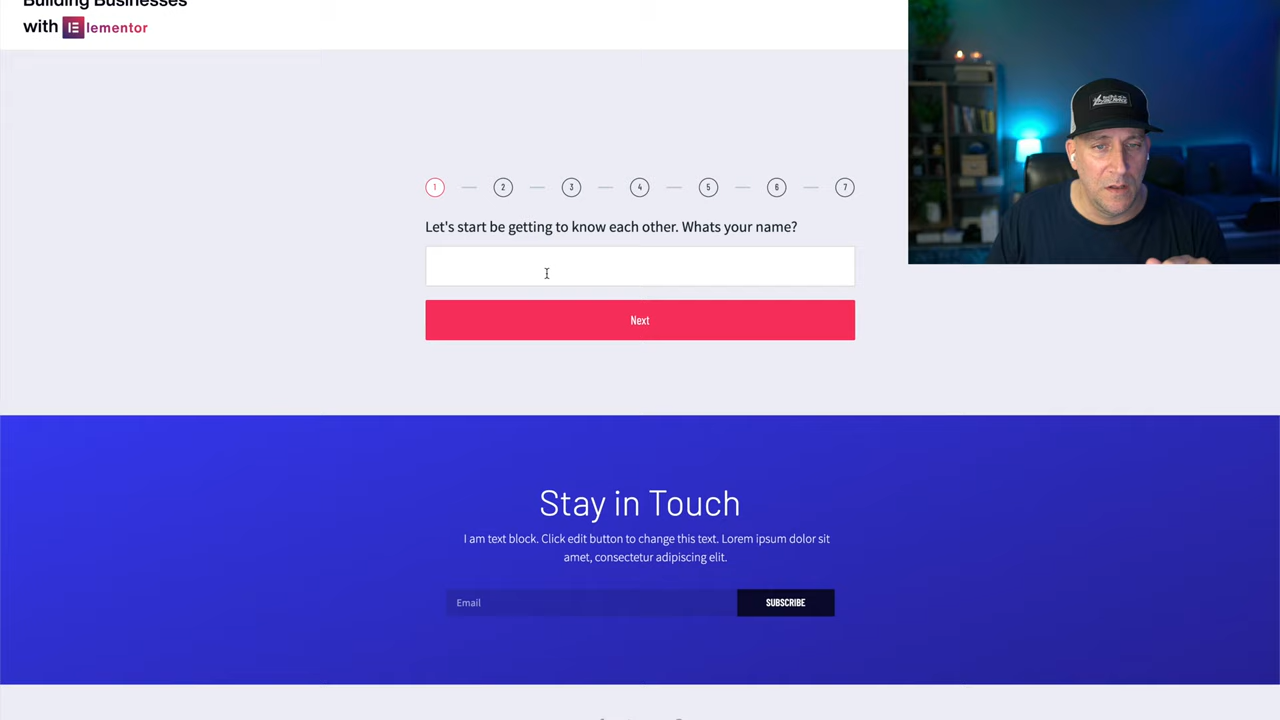 Building Businesses
with Elementor
1 2 3 4 5 6 7
Let's start be getting to know each other. Whats your name?
Next
Stay in Touch
I am text block. Click edit button to change this text. Lorem ipsum dolor sit
amet, consectetur adipiscing elit.
Email SUBSCRIBE